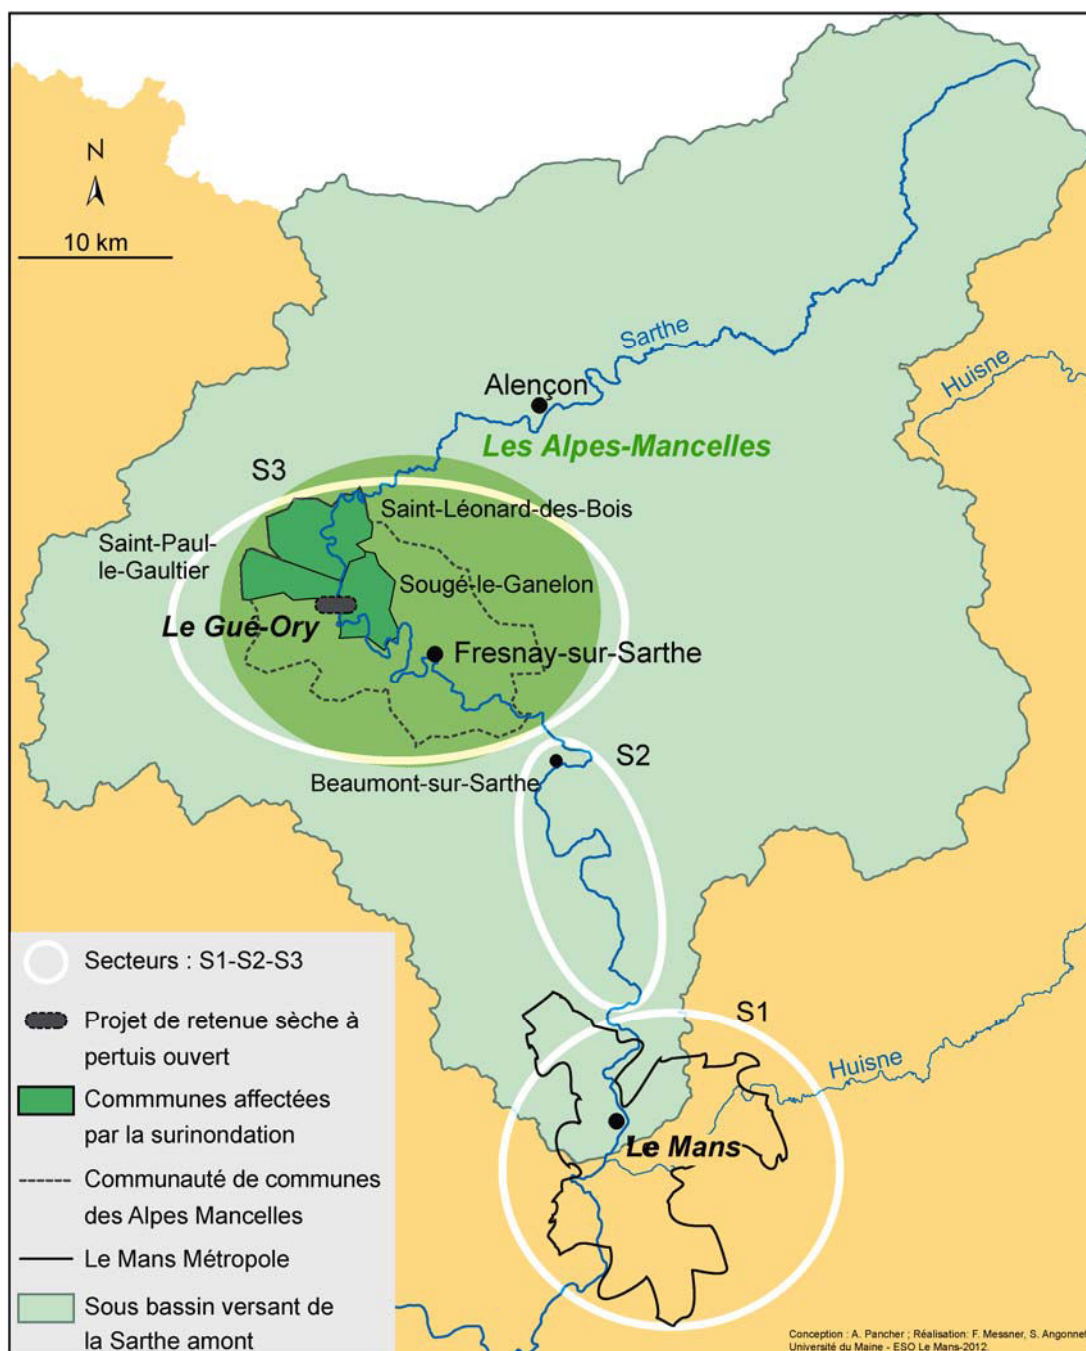 N
10 km
Sarthe
Huisne
Alençon
Les Alpes-Mancelles
S3
Saint-Léonard-des-Bois
Saint-Paul-
le-Gaultier
Sougé-le-Ganelon
Le Gué-Ory
Fresnay-sur-Sarthe
S2
Beaumont-sur-Sarthe
S1
Huisne
Le Mans
Secteurs : S1-S2-S3
Projet de retenue sèche à
pertuis ouvert
Commmunes affectées
par la surinondation
Communauté de communes
des Alpes Mancelles
Le Mans Métropole
Sous bassin versant de
la Sarthe amont
Conception : A. Pancher ; Réalisation: F. Messner, S. Angonnet
Université du Maine - ESO Le Mans-2012.